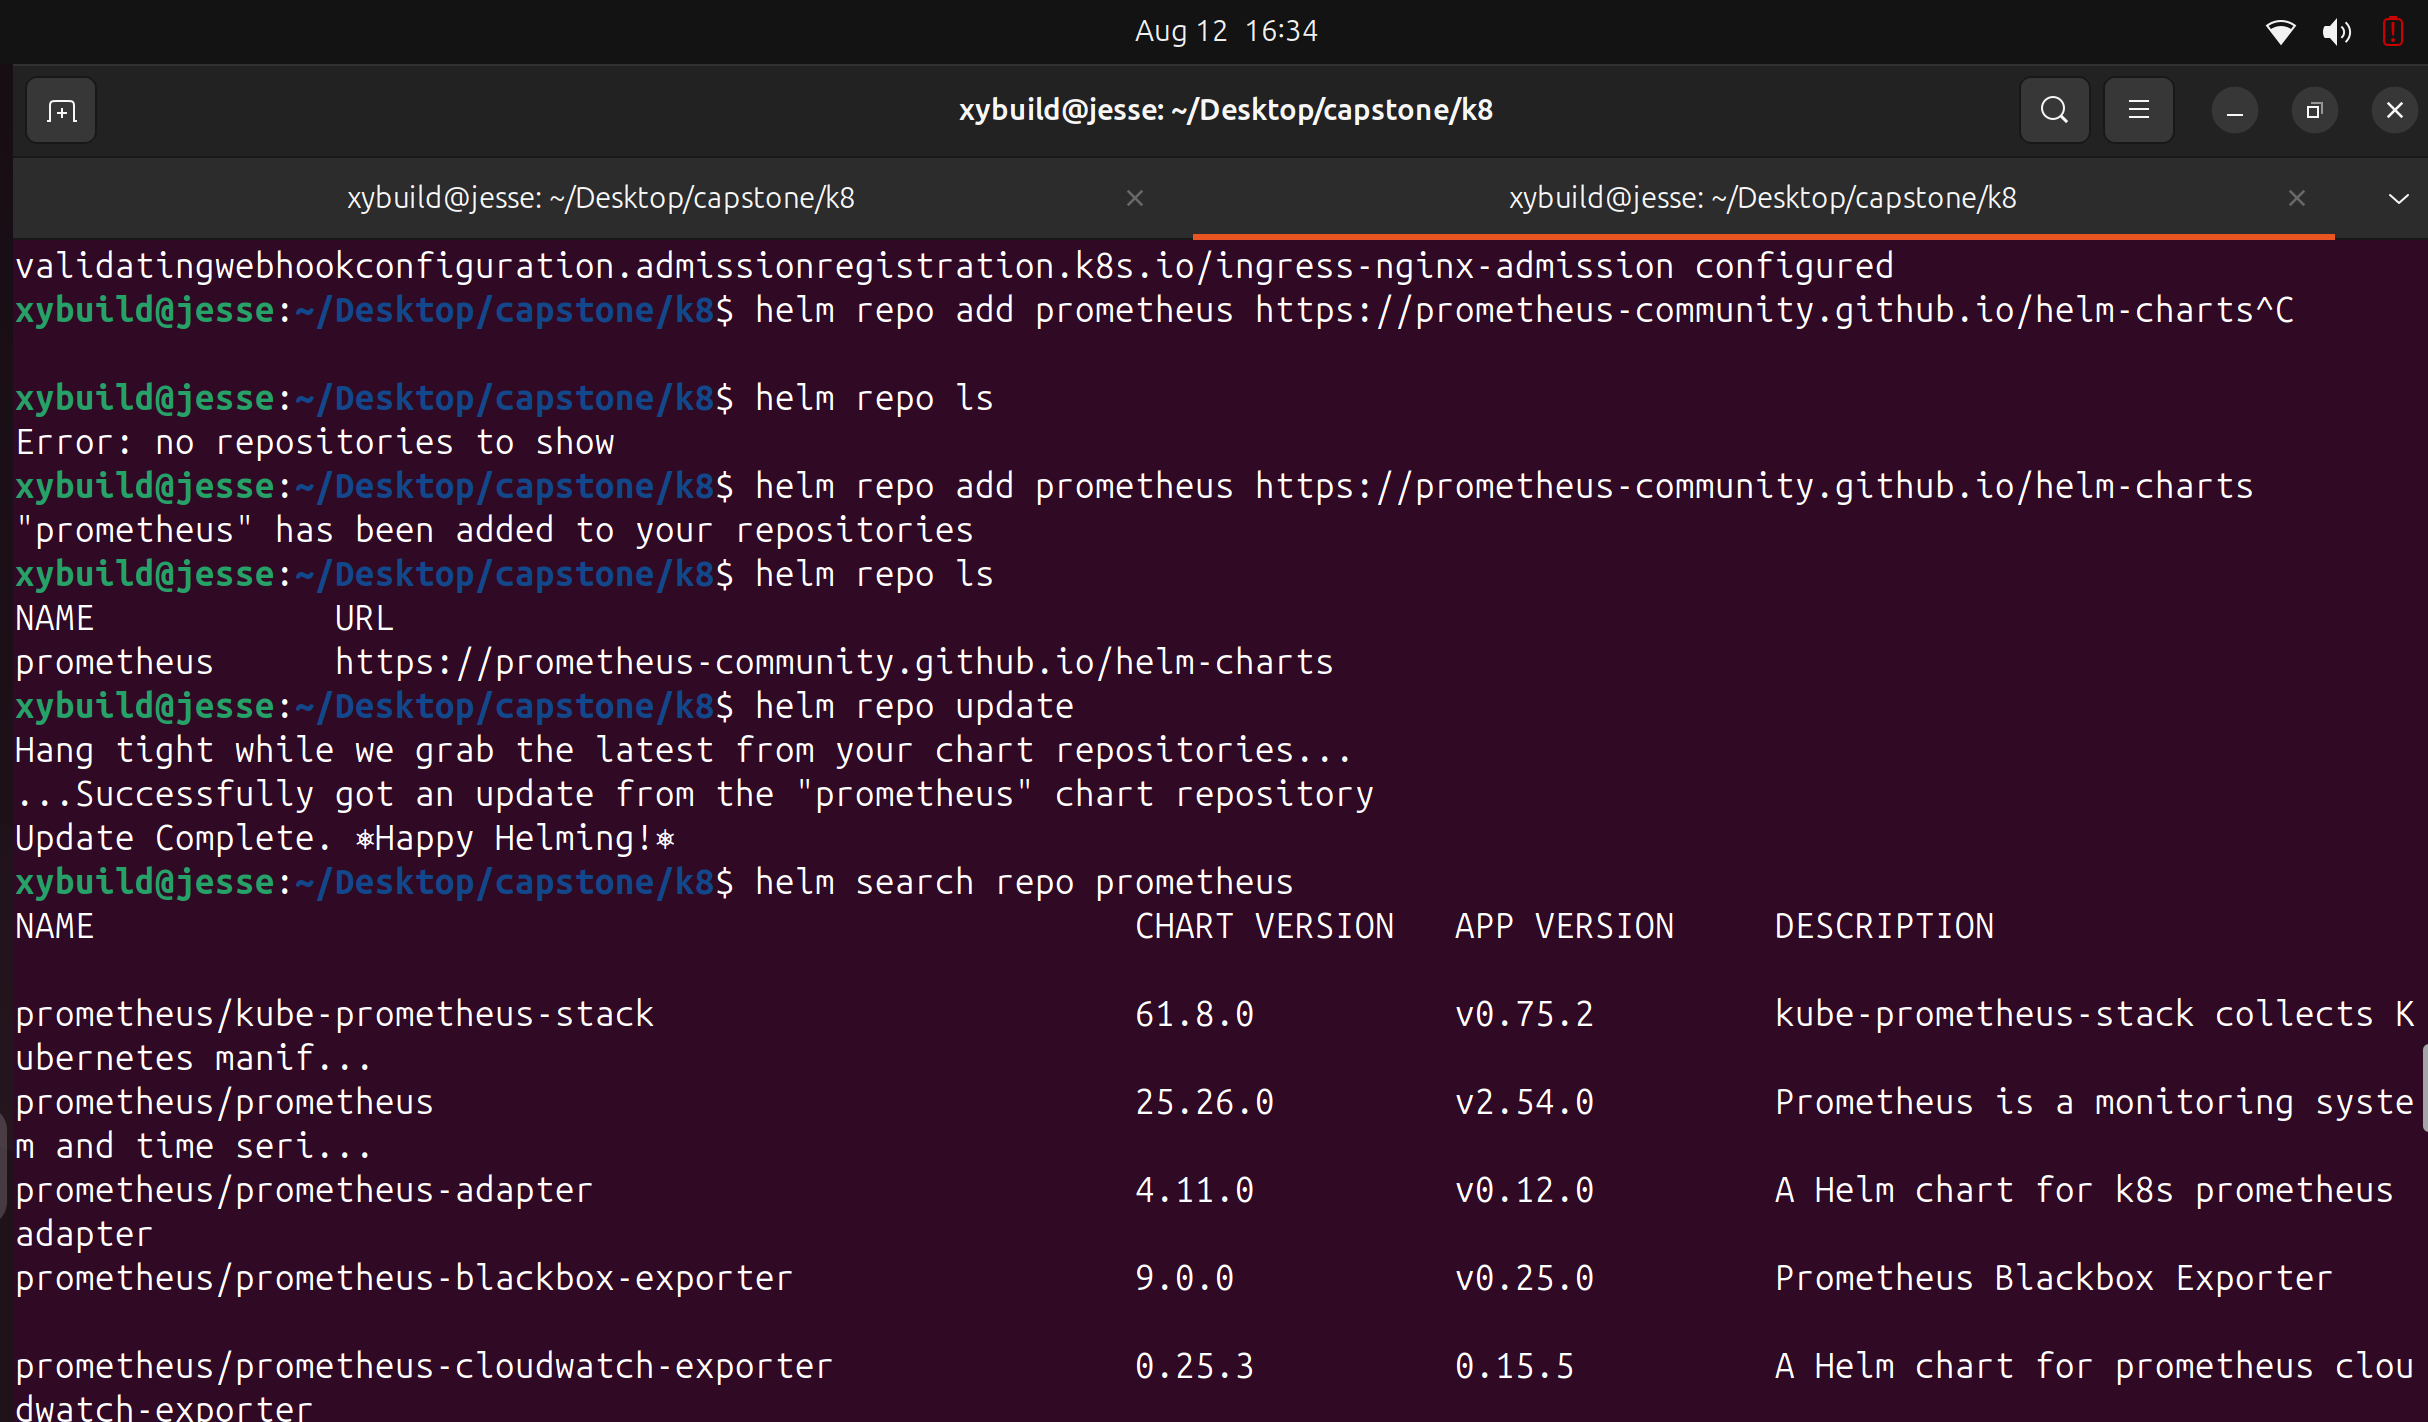 Aug 12 16:34
xybuild@jesse: ~/Desktop/capstone/k8
xybuild@jesse: ~/Desktop/capstone/k8 xybuild@jesse: ~/Desktop/capstone/k8
validatingwebhookconfiguration.admissionregistration.k8s.io/ingress-nginx-admission configured
xybuild@jesse:~/Desktop/capstone/k8$ helm repo add prometheus https://prometheus-community.github.io/helm-charts^C
xybuild@jesse:~/Desktop/capstone/k8$ helm repo ls
Error: no repositories to show
xybuild@jesse:~/Desktop/capstone/k8$ helm repo add prometheus https://prometheus-community.github.io/helm-charts
"prometheus" has been added to your repositories
xybuild@jesse:~/Desktop/capstone/k8$ helm repo ls
NAME URL
prometheus https://prometheus-community.github.io/helm-charts
xybuild@jesse:~/Desktop/capstone/k8$ helm repo update
Hang tight while we grab the latest from your chart repositories...
...Successfully got an update from the "prometheus" chart repository
Update Complete. ⎈Happy Helming!⎈
xybuild@jesse:~/Desktop/capstone/k8$ helm search repo prometheus
NAME CHART VERSION APP VERSION DESCRIPTION
prometheus/kube-prometheus-stack 61.8.0 v0.75.2 kube-prometheus-stack collects K
ubernetes manif...
prometheus/prometheus 25.26.0 v2.54.0 Prometheus is a monitoring syste
m and time seri...
prometheus/prometheus-adapter 4.11.0 v0.12.0 A Helm chart for k8s prometheus
adapter
prometheus/prometheus-blackbox-exporter 9.0.0 v0.25.0 Prometheus Blackbox Exporter
prometheus/prometheus-cloudwatch-exporter 0.25.3 0.15.5 A Helm chart for prometheus clou
dwatch-exporter